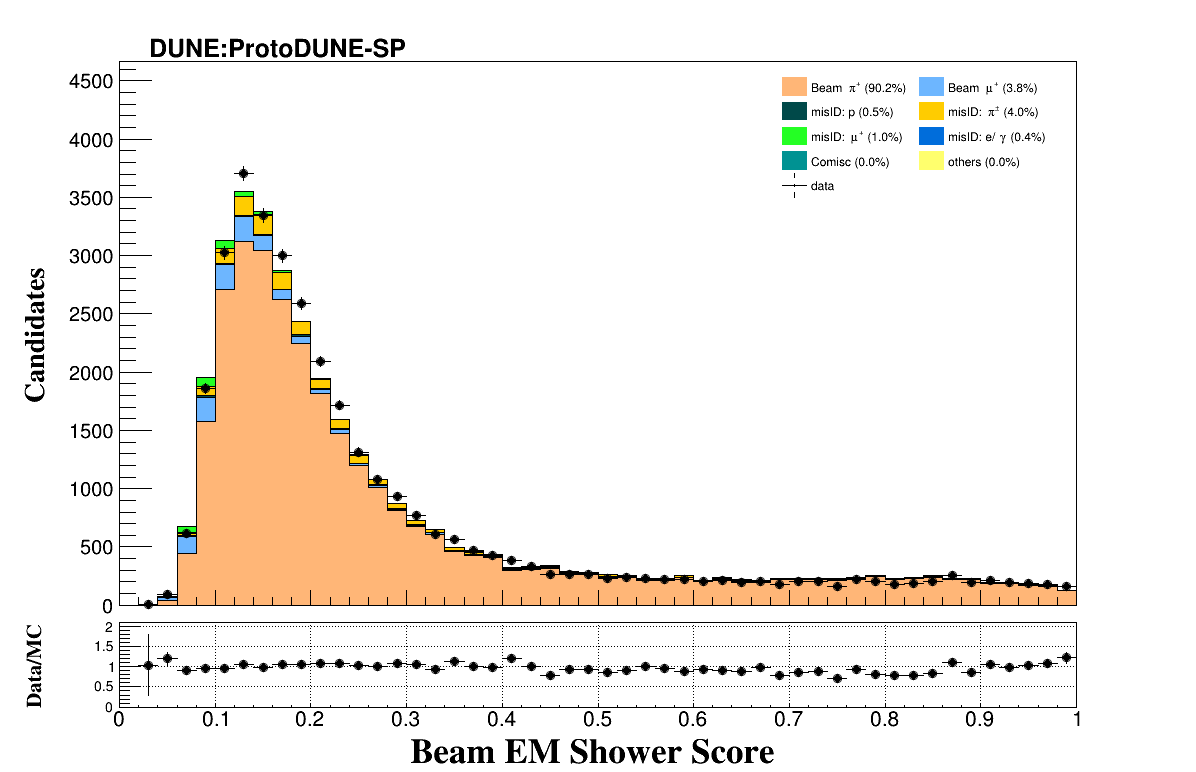 DUNE:ProtoDUNE-SP
4500
4000
3500
3000
2500
2000
1500
1000
500
0
Candidates
Beam π⁺ (90.2%)
Beam μ⁺ (3.8%)
misID: p (0.5%)
misID: π± (4.0%)
misID: μ⁺ (1.0%)
misID: e/ γ (0.4%)
Comisc (0.0%)
others (0.0%)
data
2
1.5
1
0.5
0
Data/MC
0 0.1 0.2 0.3 0.4 0.5 0.6 0.7 0.8 0.9 1
Beam EM Shower Score